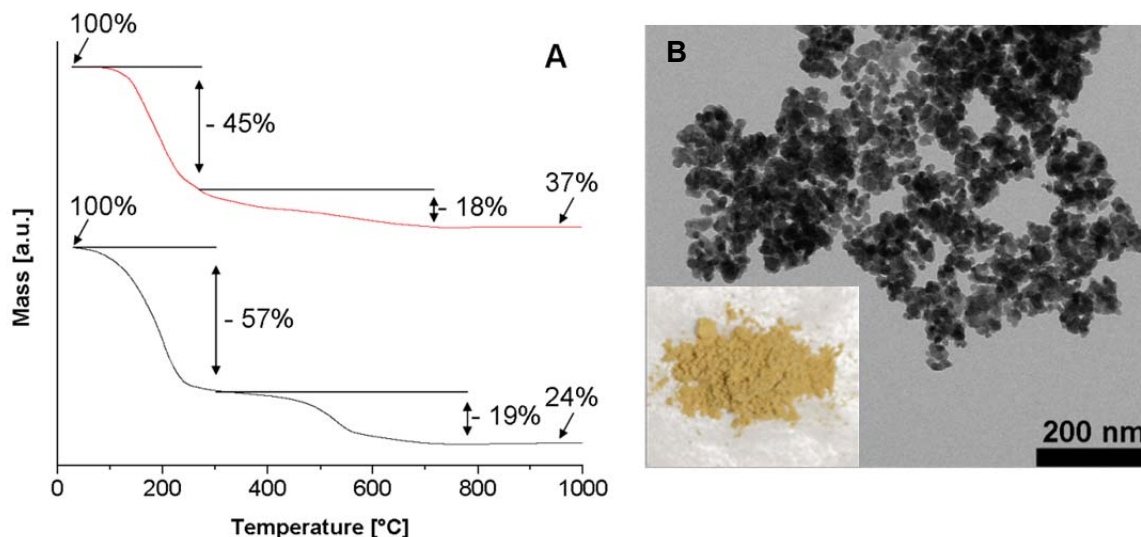 100%
A
- 45%
37%
- 18%
100%
- 57%
24%
- 19%
Mass [a.u.]
0 200 400 600 800 1000
Temperature [°C]
B
200 nm